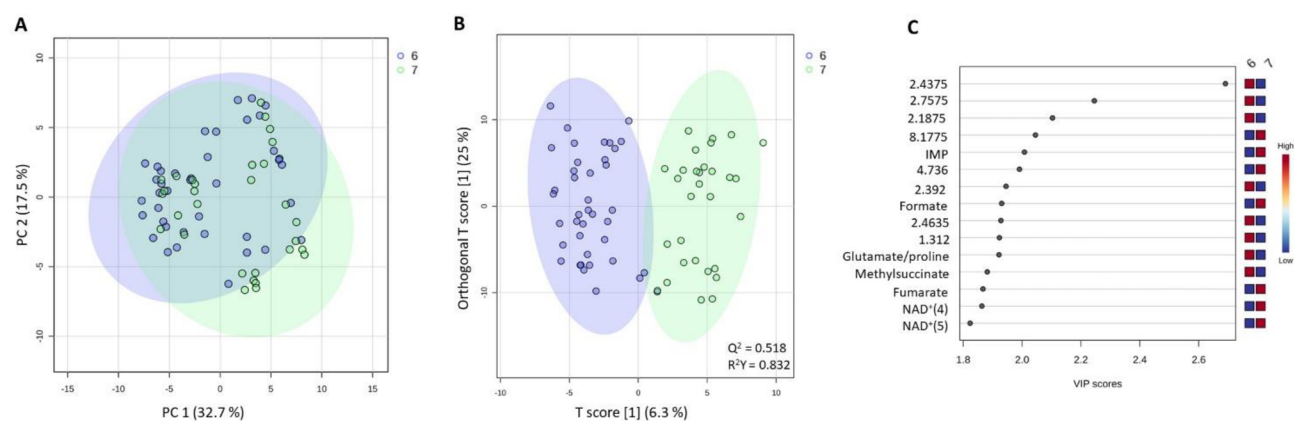 A
6
7
PC 2 (17.5 %)
10
5
0
-5
-10
-15
-10
-5
0
5
10
15
PC 1 (32.7 %)
B
6
7
Orthogonal T score [1] (25 %)
10
0
-10
Q² = 0.518
R²Y = 0.832
-10
-5
0
5
10
T score [1] (6.3 %)
C
6 7
2.4375
2.7575
2.1875
8.1775
IMP
4.736
2.392
Formate
2.4635
1.312
Glutamate/proline
Methylsuccinate
Fumarate
NAD⁺(4)
NAD⁺(5)
High
Low
1.8
2.0
2.2
2.4
2.6
VIP scores